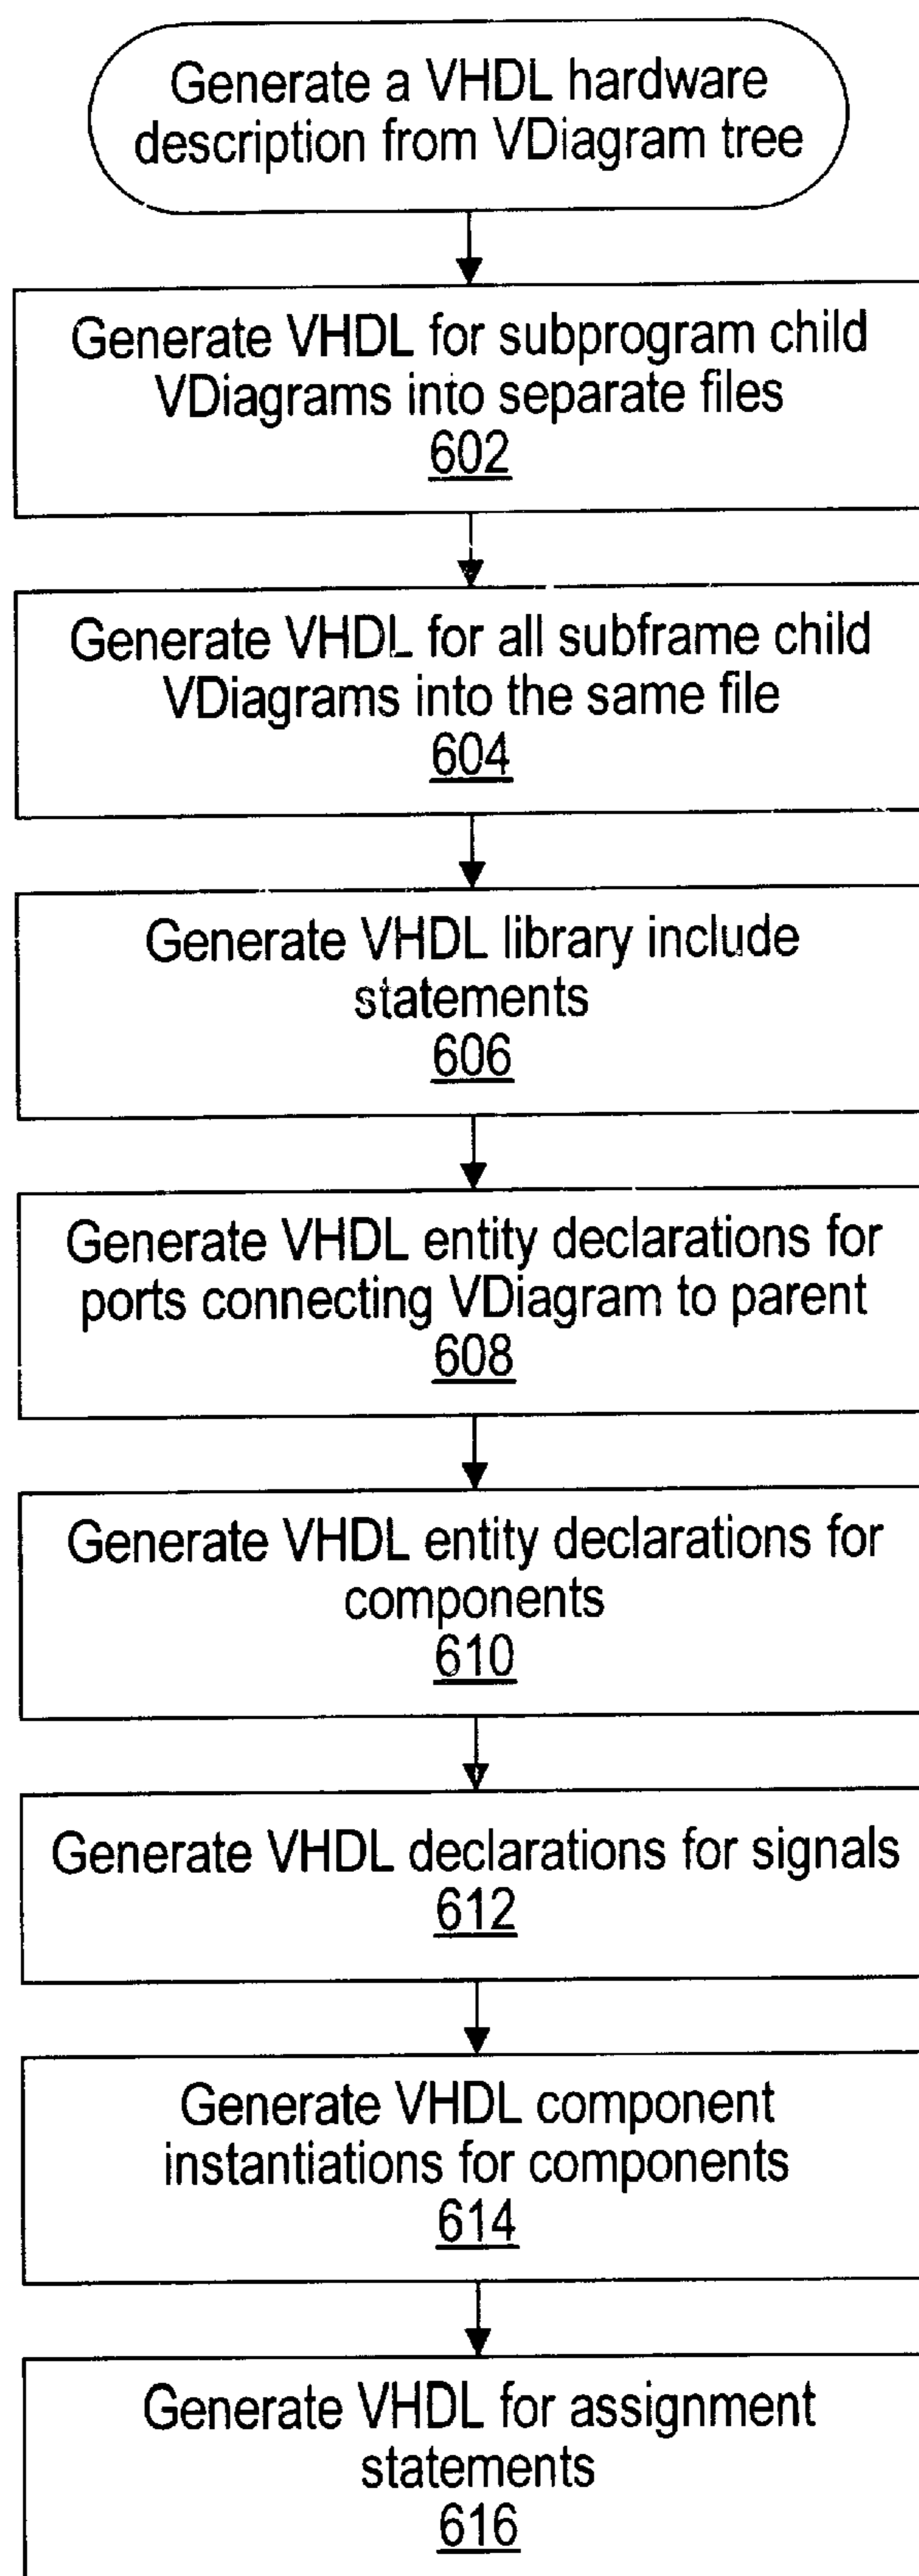 Generate a VHDL hardware
description from VDiagram tree
Generate VHDL for subprogram child
VDiagrams into separate files
602
Generate VHDL for all subframe child
VDiagrams into the same file
604
Generate VHDL library include
statements
606
Generate VHDL entity declarations for
ports connecting VDiagram to parent
608
Generate VHDL entity declarations for
components
610
Generate VHDL declarations for signals
612
Generate VHDL component
instantiations for components
614
Generate VHDL for assignment
statements
616